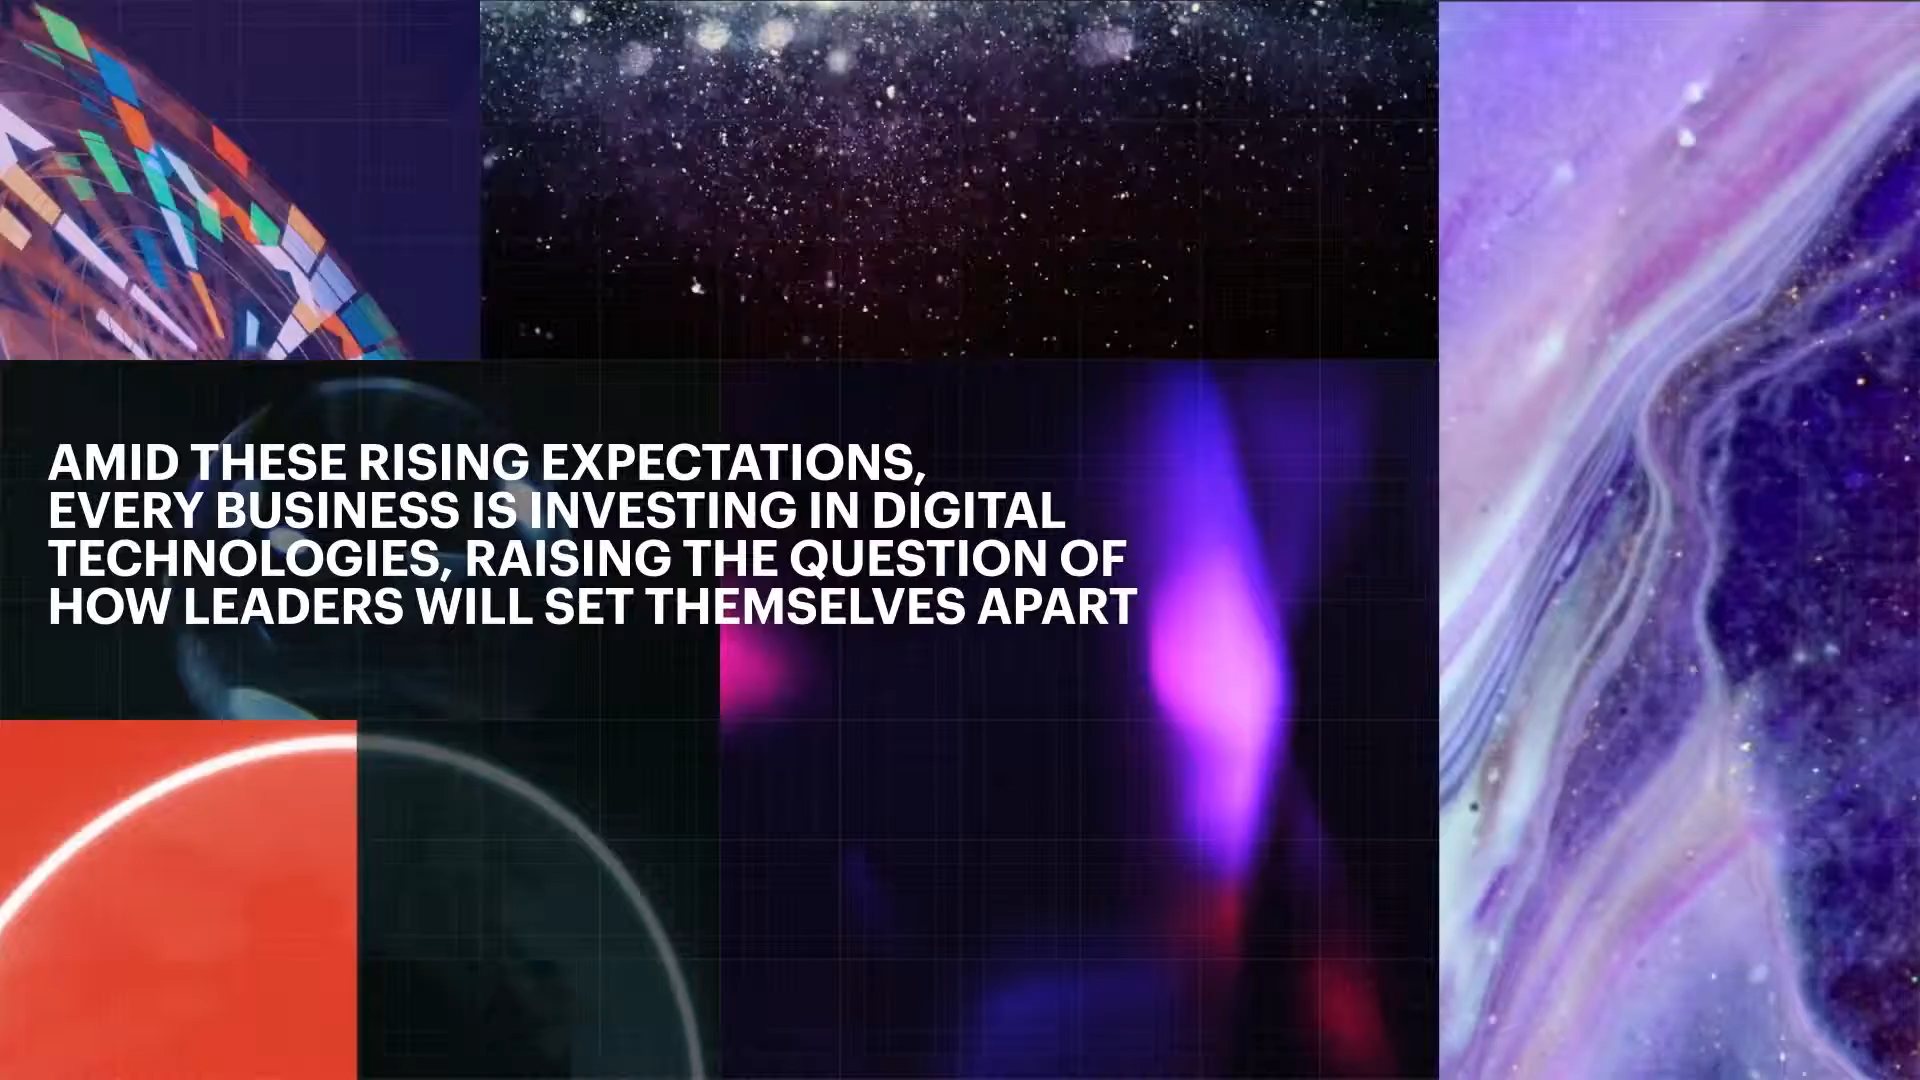 AMID THESE RISING EXPECTATIONS,
EVERY BUSINESS IS INVESTING IN DIGITAL
TECHNOLOGIES, RAISING THE QUESTION OF
HOW LEADERS WILL SET THEMSELVES APART